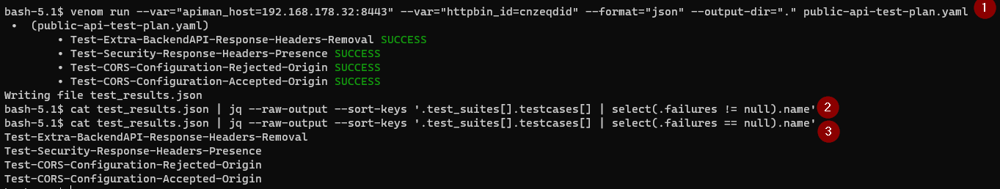 bash-5.1$ venom run --var="apiman_host=192.168.178.32:8443" --var="httpbin_id=cnzeqdid" --format="json" --output-dir="." public-api-test-plan.yaml 1
• (public-api-test-plan.yaml)
• Test-Extra-BackendAPI-Response-Headers-Removal SUCCESS
• Test-Security-Response-Headers-Presence SUCCESS
• Test-CORS-Configuration-Rejected-Origin SUCCESS
• Test-CORS-Configuration-Accepted-Origin SUCCESS
Writing file test_results.json
bash-5.1$ cat test_results.json | jq --raw-output --sort-keys '.test_suites[].testcases[] | select(.failures != null).name' 2
bash-5.1$ cat test_results.json | jq --raw-output --sort-keys '.test_suites[].testcases[] | select(.failures == null).name' 3
Test-Extra-BackendAPI-Response-Headers-Removal
Test-Security-Response-Headers-Presence
Test-CORS-Configuration-Rejected-Origin
Test-CORS-Configuration-Accepted-Origin